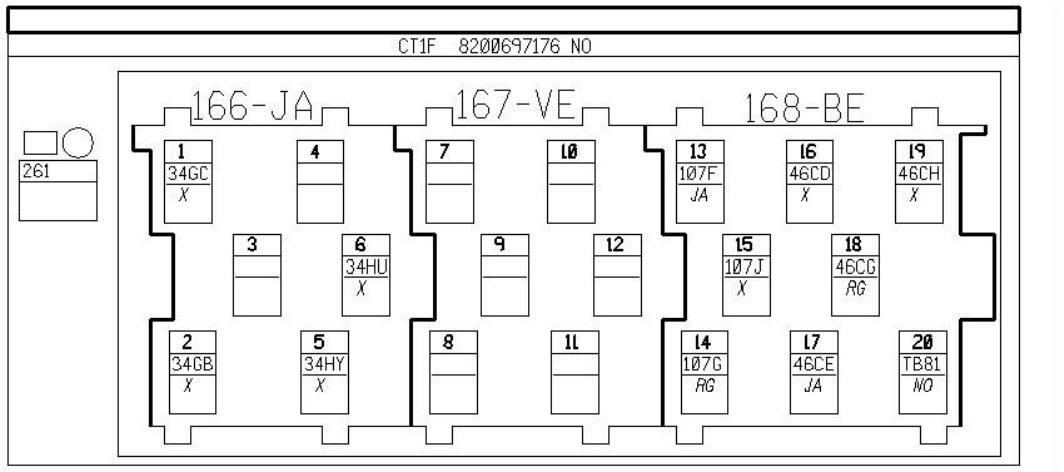 CT1F 8200697176 NO
166-JA 167-VE 168-BE
261
1 4 7 10 13 16 19
34GC 107F 46CD 46CH
X JA X X
3 6 9 12 15 18
34HU 107J 46CG
X X RG
2 5 8 11 14 17 20
34GB 34HY 107G 46CE TB81
X X RG JA NO